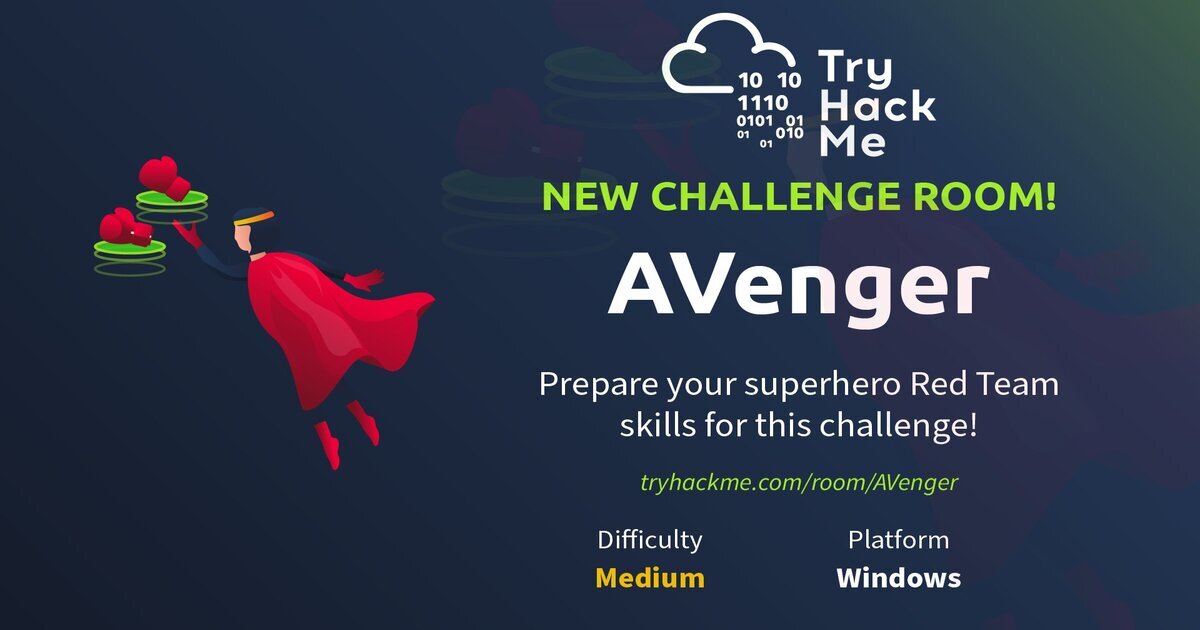 10 10
1110
0101 01
01 010
01
Try
Hack
Me
NEW CHALLENGE ROOM!
AVenger
Prepare your superhero Red Team
skills for this challenge!
tryhackme.com/room/AVenger
Difficulty
Medium
Platform
Windows